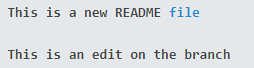 This is a new README file
This is an edit on the branch